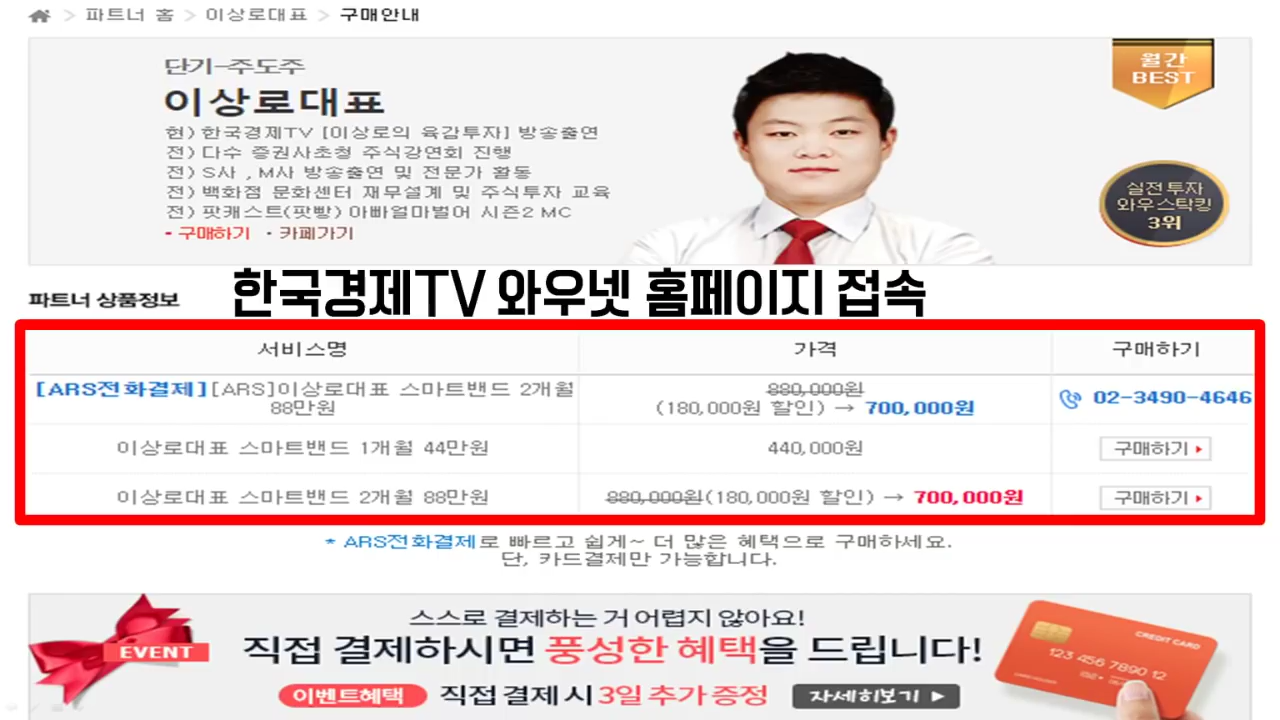 파트너 홈 > 이상로대표 > 구매안내
단기-주도주
이상로대표
현) 한국경제TV [이상로의 육감투자] 방송출연
전) 다수 증권사초청 주식강연회 진행
전) S사 , M사 방송출연 및 전문가 활동
전) 백화점 문화센터 재무설계 및 주식투자 교육
전) 팟캐스트(팟빵) 아빠얼마벌어 시즌2 MC
구매하기 · 카페가기
월간
BEST
실전투자
와우스탁킹
3위
파트너 상품정보
한국경제TV 와우넷 홈페이지 접속
서비스명 가격 구매하기
[ARS전화결제][ARS]이상로대표 스마트밴드 2개월
88만원
880,000원
(180,000원 할인) → 700,000원
02-3490-4646
이상로대표 스마트밴드 1개월 44만원 440,000원 구매하기
이상로대표 스마트밴드 2개월 88만원 880,000원(180,000원 할인) → 700,000원 구매하기
* ARS전화결제로 빠르고 쉽게~ 더 많은 혜택으로 구매하세요.
단, 카드결제만 가능합니다.
EVENT
스스로 결제하는 거 어렵지 않아요!
직접 결제하시면 풍성한 혜택을 드립니다!
이벤트혜택 직접 결제 시 3일 추가 증정 자세히보기 ▶
CREDIT CARD
123 456 7890 12